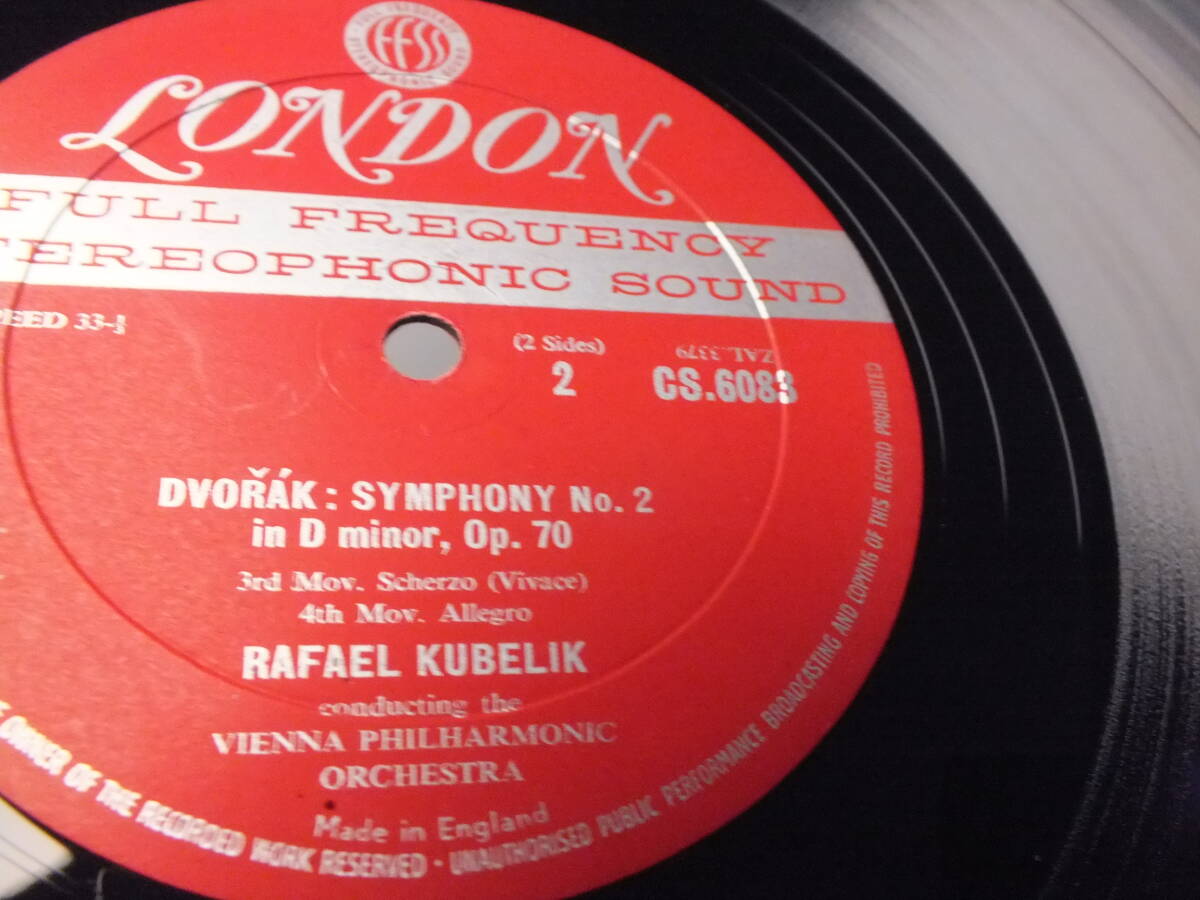 FFSS
LONDON
FULL FREQUENCY
TEREOPHONIC SOUND
EED 33-⅓
(2 Sides)
ZAL.3379
2
CS.6083
DVOŘÁK: SYMPHONY No. 2
in D minor, Op. 70
3rd Mov. Scherzo (Vivace)
4th Mov. Allegro
RAFAEL KUBELIK
conducting the
VIENNA PHILHARMONIC
ORCHESTRA
Made in England
OWNER OF THE RECORDED WORK RESERVED · UNAUTHORISED PUBLIC PERFORMANCE BROADCASTING AND COPYING OF THIS RECORD PROHIBITED